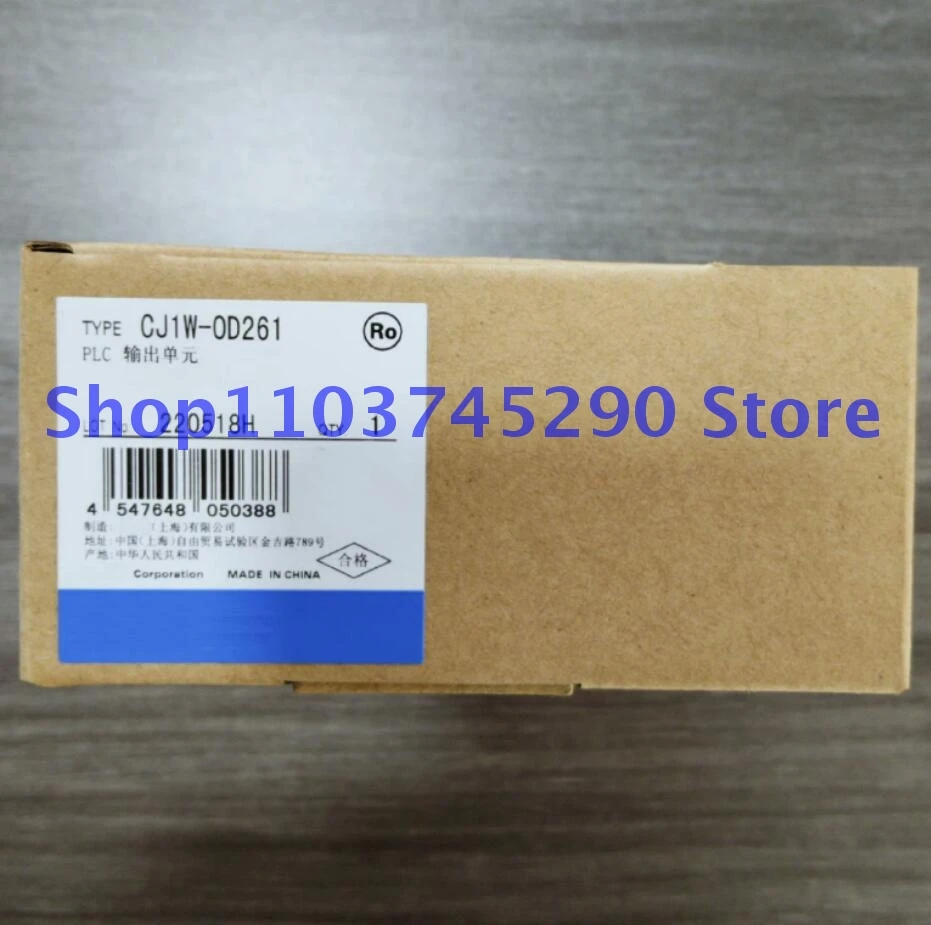 TYPE CJ1W-OD261
Ro
PLC 输出单元
Shop1103745290 Store
LOT No. 220518H QTY 1
4 547648 050388
制造: (上海)有限公司
地址: 中国(上海)自由贸易试验区金吉路789号
产地: 中华人民共和国
合格
Corporation MADE IN CHINA